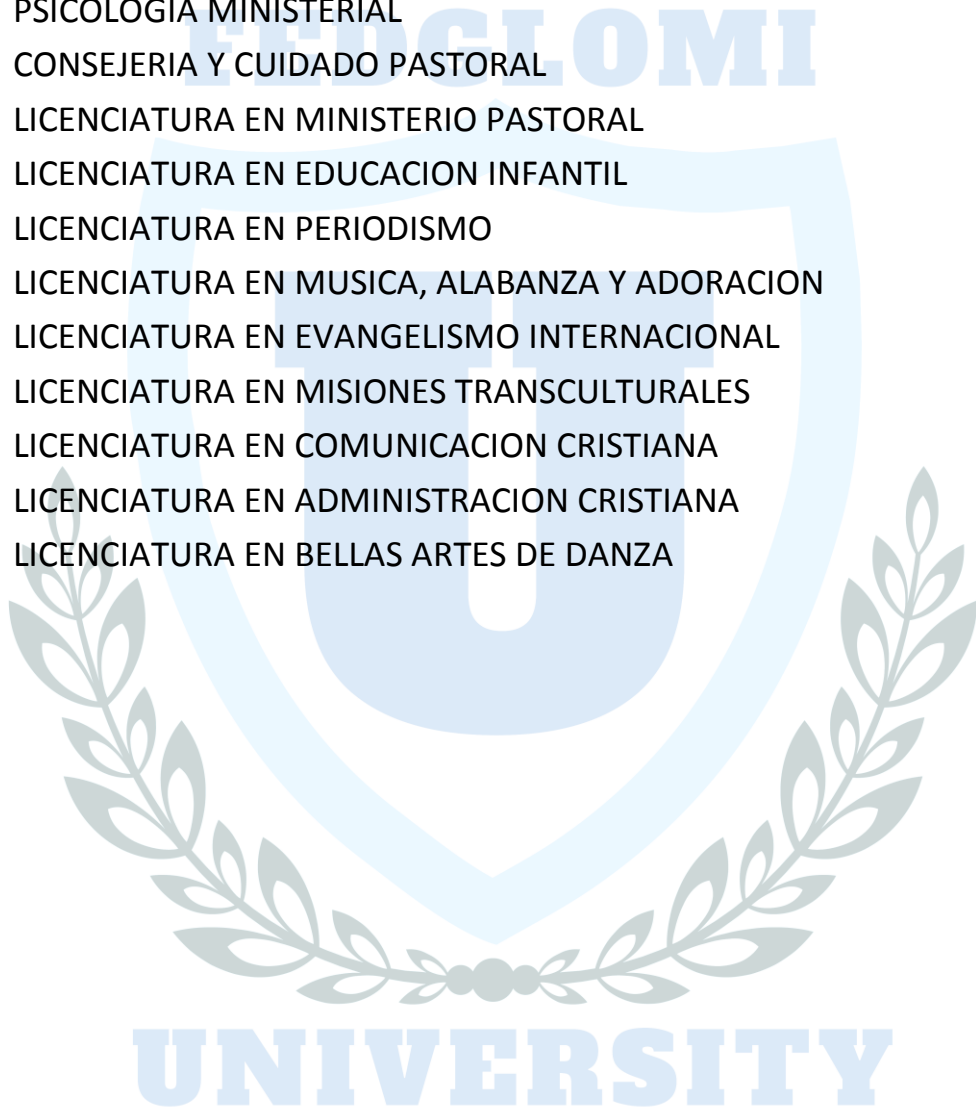 PSICOLOGIA MINISTERIAL
FEDGLOMI
CONSEJERIA Y CUIDADO PASTORAL
LICENCIATURA EN MINISTERIO PASTORAL
LICENCIATURA EN EDUCACION INFANTIL
LICENCIATURA EN PERIODISMO
LICENCIATURA EN MUSICA, ALABANZA Y ADORACION
LICENCIATURA EN EVANGELISMO INTERNACIONAL
LICENCIATURA EN MISIONES TRANSCULTURALES
LICENCIATURA EN COMUNICACION CRISTIANA
LICENCIATURA EN ADMINISTRACION CRISTIANA
LICENCIATURA EN BELLAS ARTES DE DANZA
U
UNIVERSITY